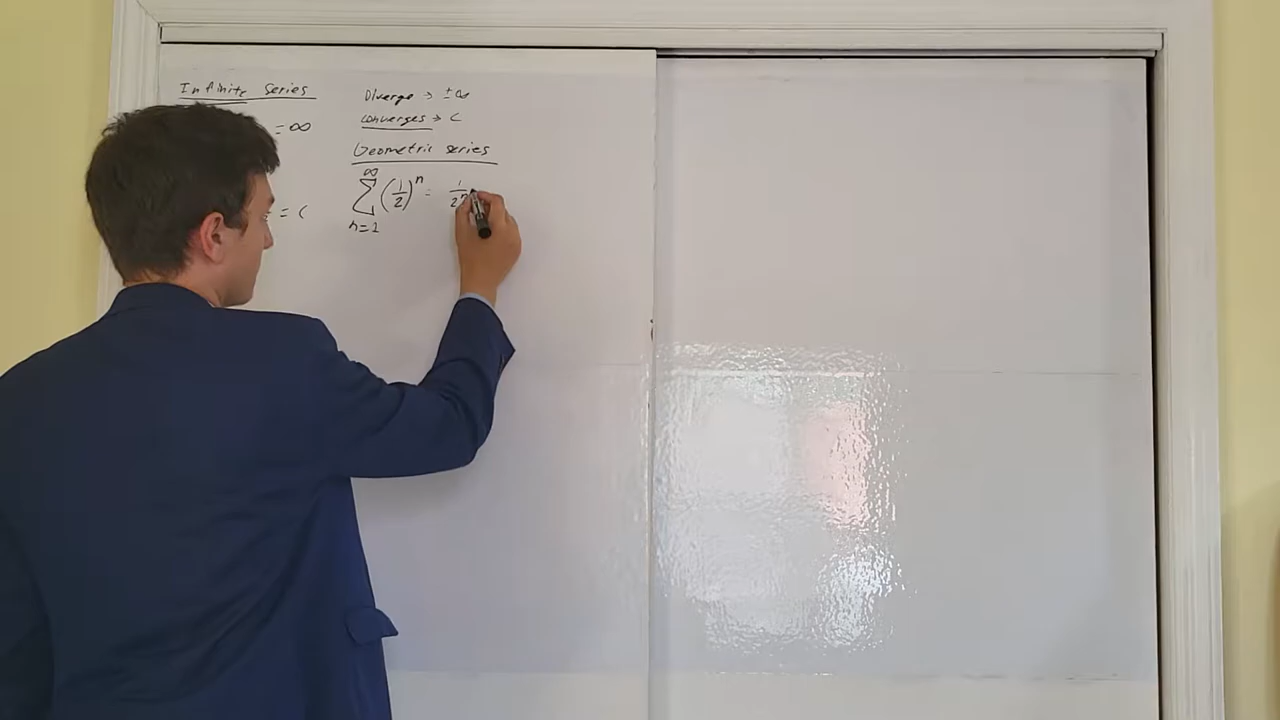 Infinite series
= ∞
= c
Diverge → ±∞
converges → c
Geometric series
∞
∑ (1/2)^n = 1/2^n
n=1